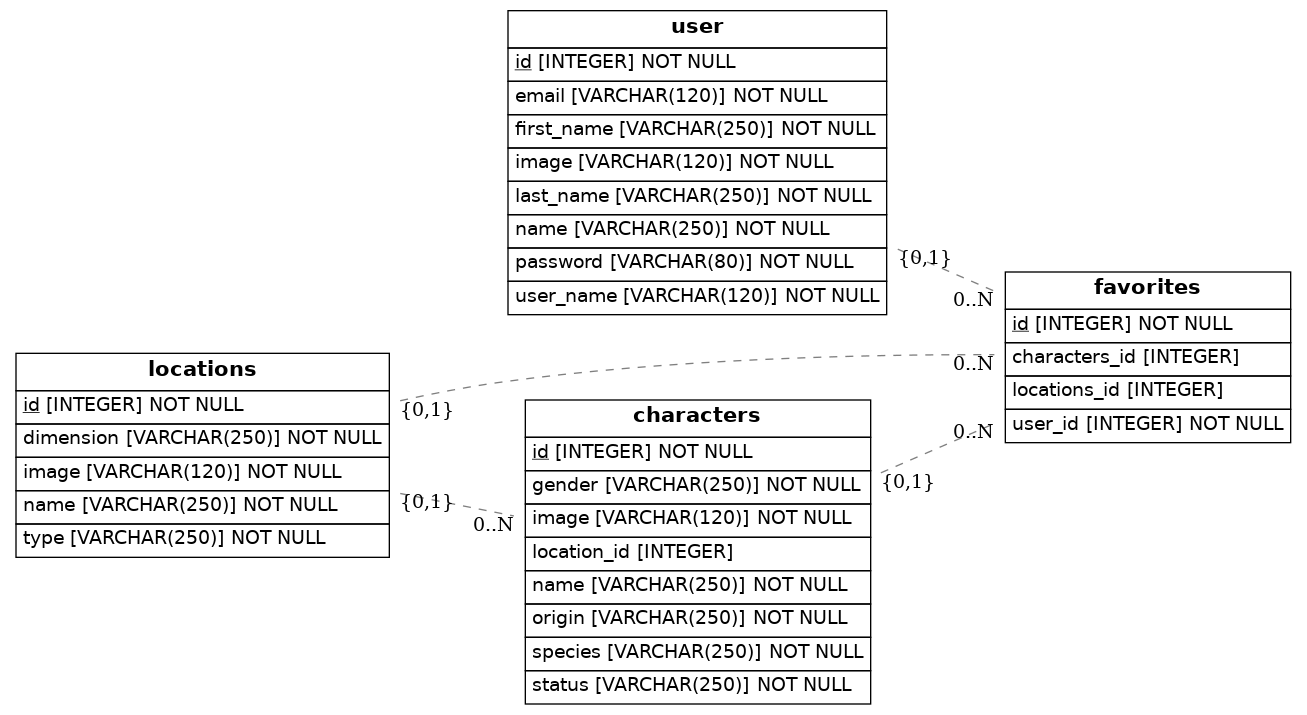 user
id [INTEGER] NOT NULL
email [VARCHAR(120)] NOT NULL
first_name [VARCHAR(250)] NOT NULL
image [VARCHAR(120)] NOT NULL
last_name [VARCHAR(250)] NOT NULL
name [VARCHAR(250)] NOT NULL
password [VARCHAR(80)] NOT NULL
user_name [VARCHAR(120)] NOT NULL
{0,1}
0..N
favorites
id [INTEGER] NOT NULL
characters_id [INTEGER]
locations_id [INTEGER]
user_id [INTEGER] NOT NULL
0..N
0..N
{0,1}
locations
id [INTEGER] NOT NULL
dimension [VARCHAR(250)] NOT NULL
image [VARCHAR(120)] NOT NULL
name [VARCHAR(250)] NOT NULL
type [VARCHAR(250)] NOT NULL
{0,1}
{0,1}
0..N
characters
id [INTEGER] NOT NULL
gender [VARCHAR(250)] NOT NULL
image [VARCHAR(120)] NOT NULL
location_id [INTEGER]
name [VARCHAR(250)] NOT NULL
origin [VARCHAR(250)] NOT NULL
species [VARCHAR(250)] NOT NULL
status [VARCHAR(250)] NOT NULL